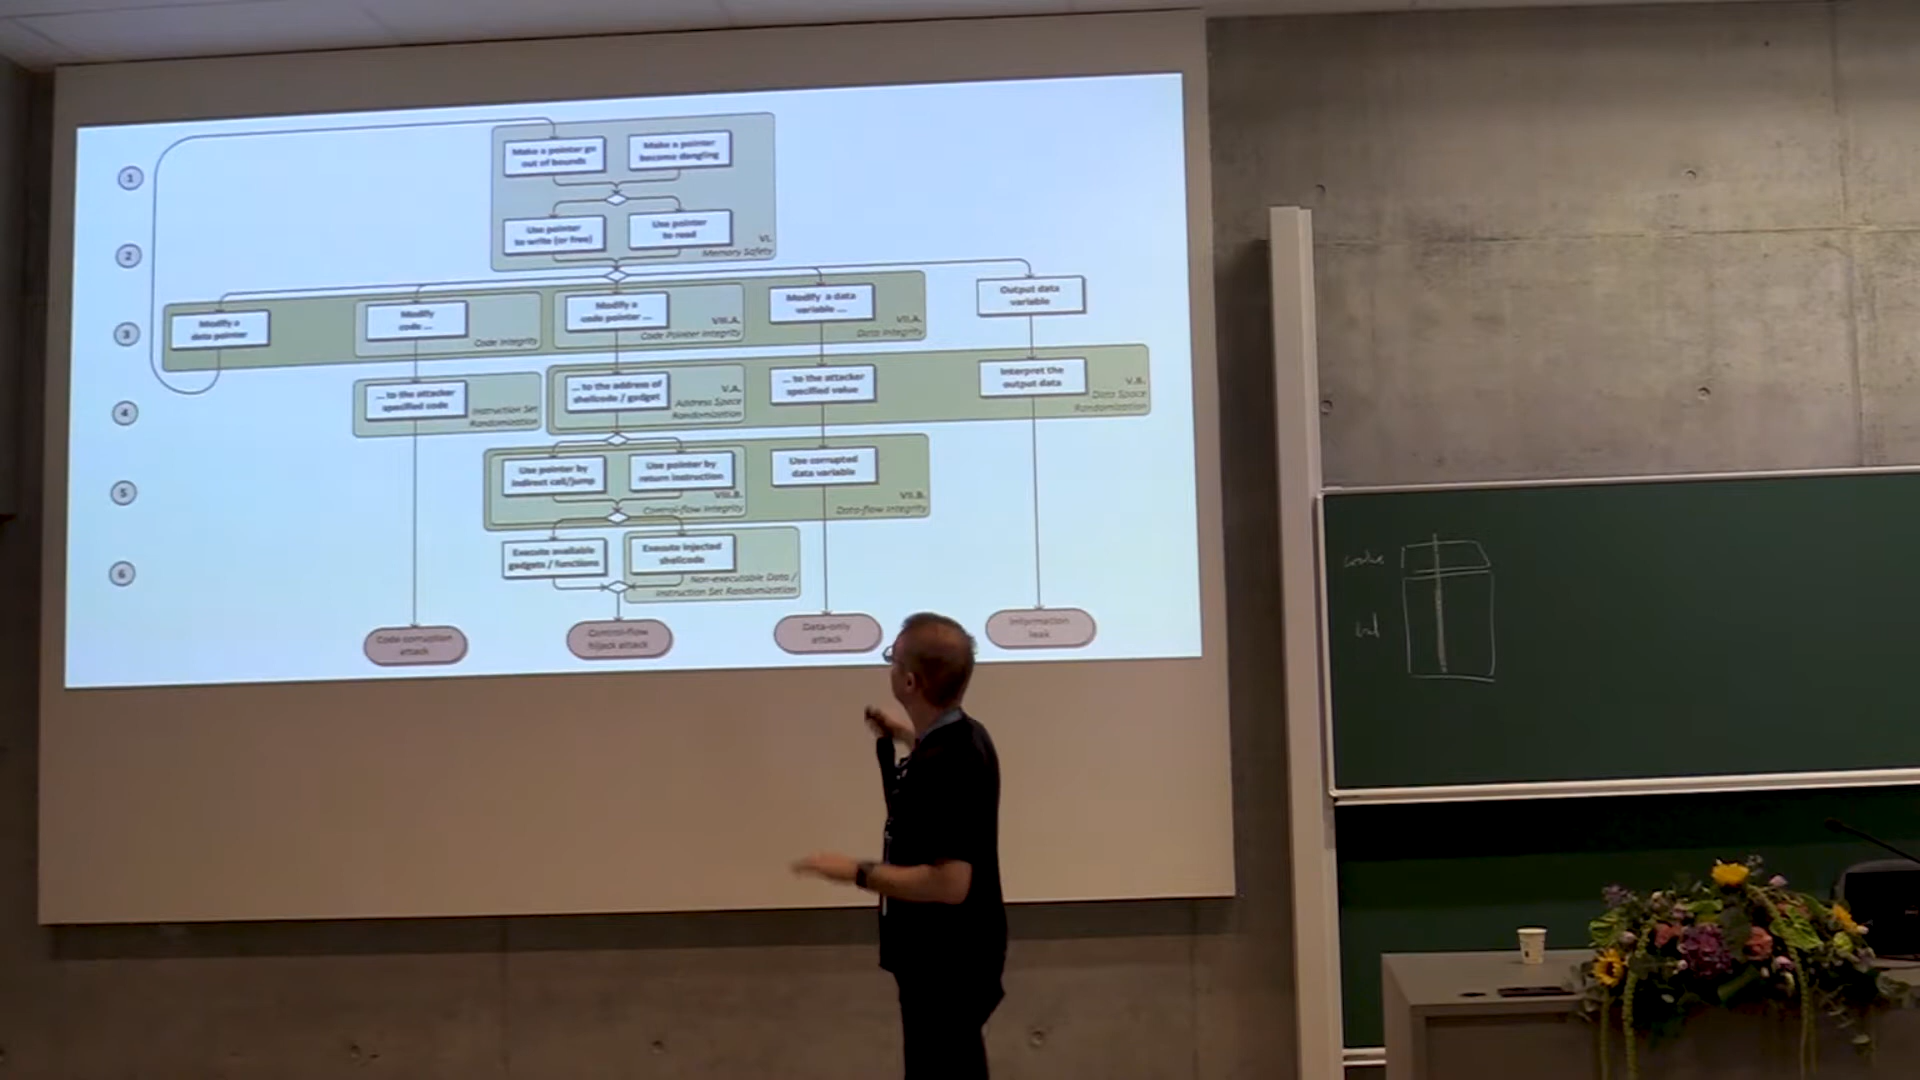 1
Make a pointer go
out of bounds
Make a pointer
become dangling
2
Use pointer
to write (or free)
Use pointer
to read
VI.
Memory Safety
3
Modify a
data pointer
Modify
code ...
Code Integrity
Modify a
code pointer ...
VIII.A.
Code Pointer Integrity
Modify a data
variable ...
VII.A.
Data Integrity
Output data
variable
4
... to the attacker
specified code
Instruction Set
Randomization
... to the address of
shellcode / gadget
V.A.
Address Space
Randomization
... to the attacker
specified value
Interpret the
output data
V.B.
Data Space
Randomization
5
Use pointer by
indirect call/jump
Use pointer by
return instruction
VIII.B.
Control-flow Integrity
Use corrupted
data variable
VII.B.
Data-flow Integrity
6
Execute available
gadgets / functions
Execute injected
shellcode
Non-executable Data /
Instruction Set Randomization
Code corruption
attack
Control-flow
hijack attack
Data-only
attack
Information
leak